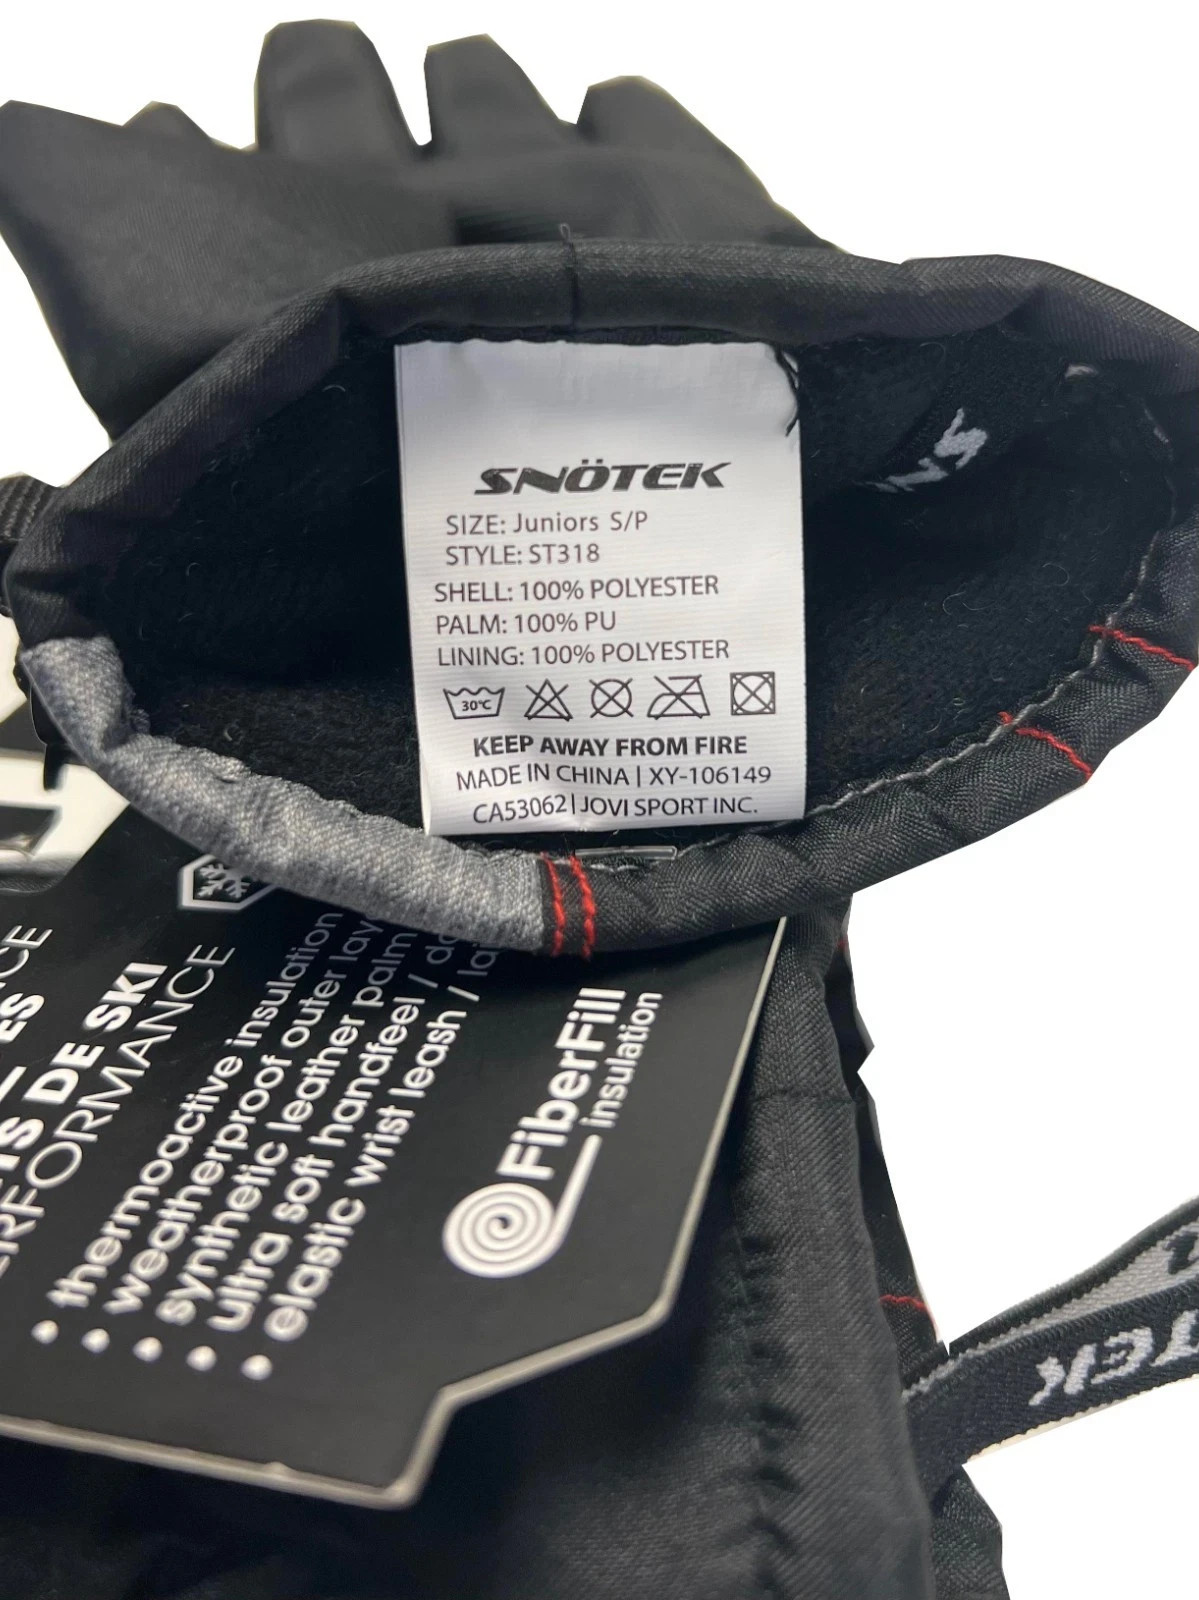 SNÖTEK
SIZE: Juniors S/P
STYLE: ST318
SHELL: 100% POLYESTER
PALM: 100% PU
LINING: 100% POLYESTER
30°C
KEEP AWAY FROM FIRE
MADE IN CHINA | XY-106149
CA53062 | JOVI SPORT INC.
DE SKI
• thermoactive insulation
• weatherproof outer
• synthetic leather palm
• ultra soft handfeel /
• elastic wrist leash /
FiberFill
insulation